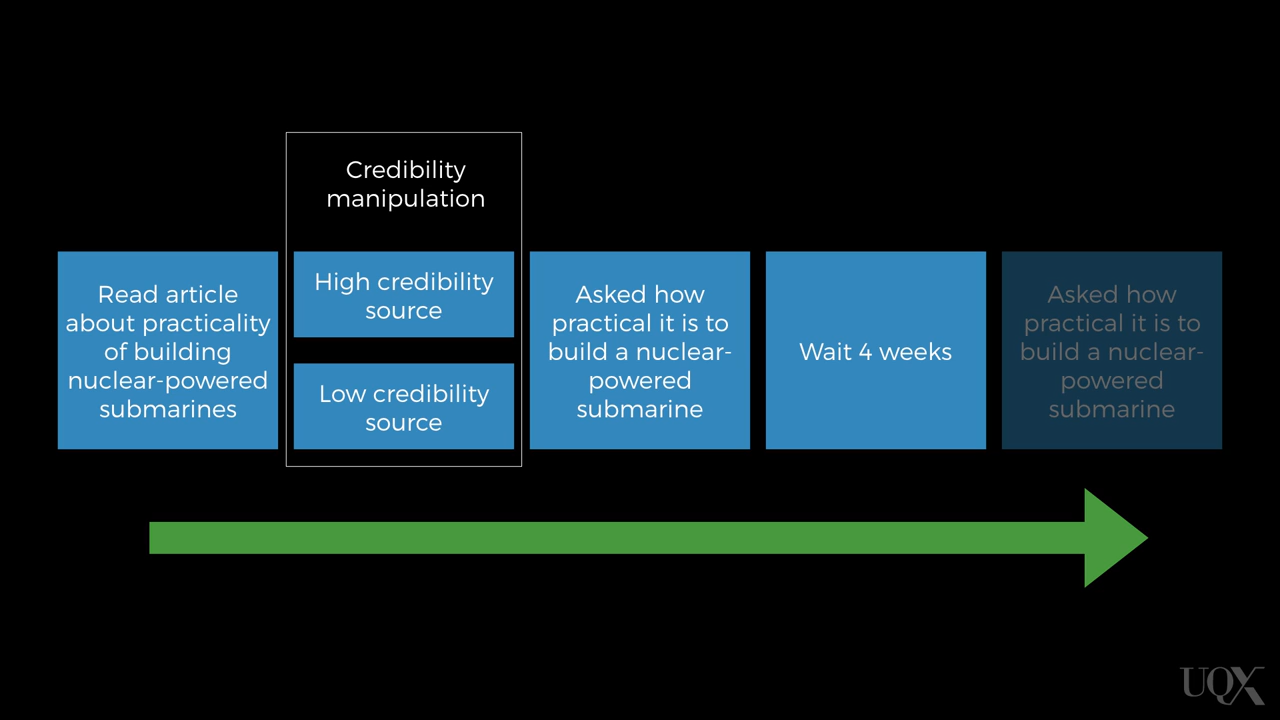 Credibility
manipulation
Read article
about practicality
of building
nuclear-powered
submarines
High credibility
source
Low credibility
source
Asked how
practical it is to
build a nuclear-
powered
submarine
Wait 4 weeks
Asked how
practical it is to
build a nuclear-
powered
submarine
UQX